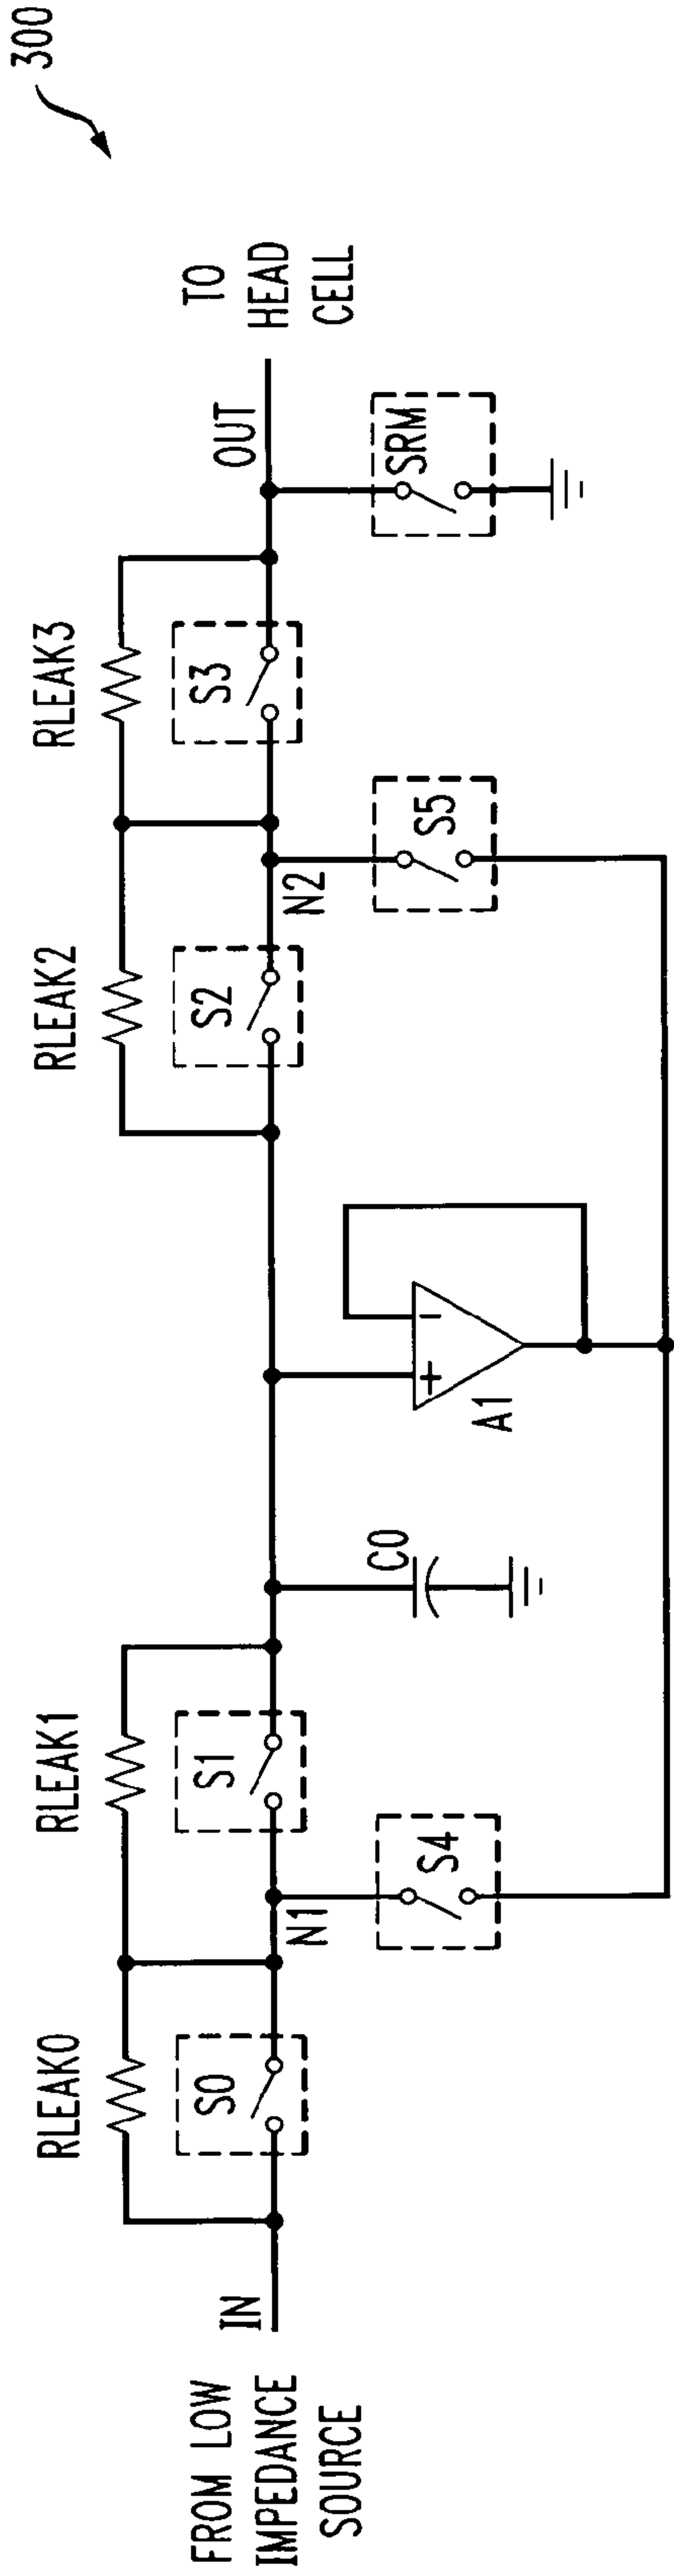 300
FROM LOW
IMPEDANCE
SOURCE
IN
RLEAK0
S0
N1
RLEAK1
S1
S4
C0
A1
+
−
RLEAK2
S2
N2
RLEAK3
S3
S5
OUT
SRM
TO
HEAD
CELL